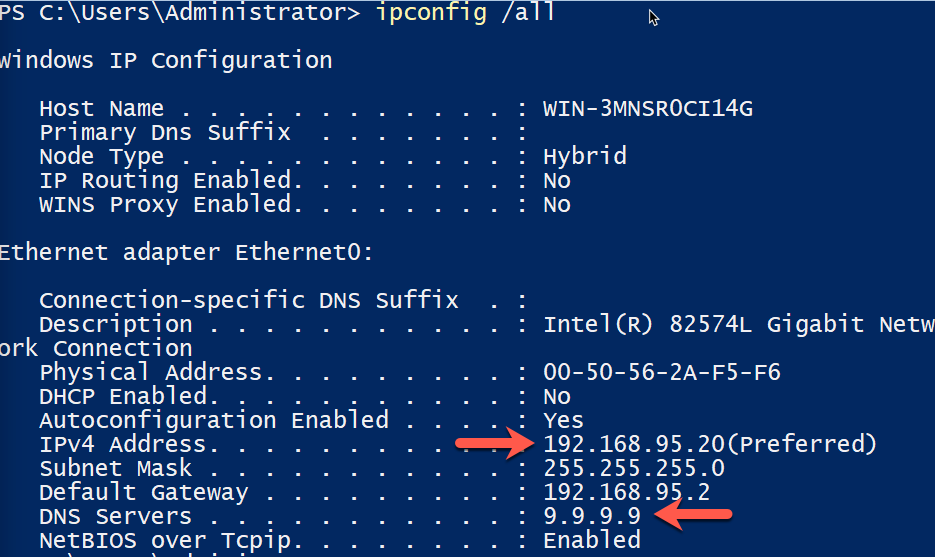 PS C:\Users\Administrator> ipconfig /all
Windows IP Configuration
Host Name . . . . . . . . . . . . : WIN-3MNSR0CI14G
Primary Dns Suffix  . . . . . . . :
Node Type . . . . . . . . . . . . : Hybrid
IP Routing Enabled. . . . . . . . : No
WINS Proxy Enabled. . . . . . . . : No
Ethernet adapter Ethernet0:
Connection-specific DNS Suffix  . :
Description . . . . . . . . . . . : Intel(R) 82574L Gigabit Netw
ork Connection
Physical Address. . . . . . . . . : 00-50-56-2A-F5-F6
DHCP Enabled. . . . . . . . . . . : No
Autoconfiguration Enabled . . . . : Yes
IPv4 Address. . . . . . . . . . . : 192.168.95.20(Preferred)
Subnet Mask . . . . . . . . . . . : 255.255.255.0
Default Gateway . . . . . . . . . : 192.168.95.2
DNS Servers . . . . . . . . . . . : 9.9.9.9
NetBIOS over Tcpip. . . . . . . . : Enabled